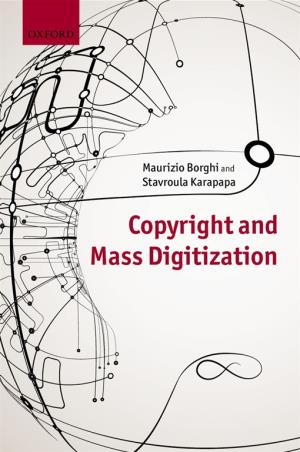 OXFORD
Maurizio Borghi and
Stavroula Karapapa
Copyright and
Mass Digitization